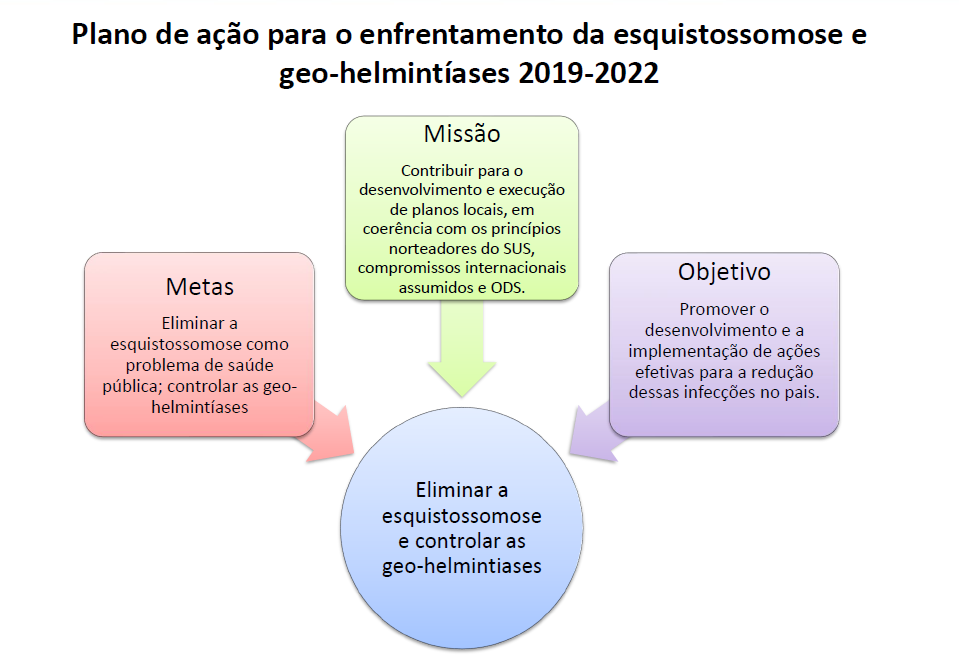 Plano de ação para o enfrentamento da esquistossomose e
geo-helmintíases 2019-2022
Missão
Contribuir para o
desenvolvimento e execução
de planos locais, em
coerência com os princípios
norteadores do SUS,
compromissos internacionais
assumidos e ODS.
Metas
Eliminar a
esquistossomose como
problema de saúde
pública; controlar as geo-
helmintíases
Objetivo
Promover o
desenvolvimento e a
implementação de ações
efetivas para a redução
dessas infecções no pais.
Eliminar a
esquistossomose
e controlar as
geo-helmintiases